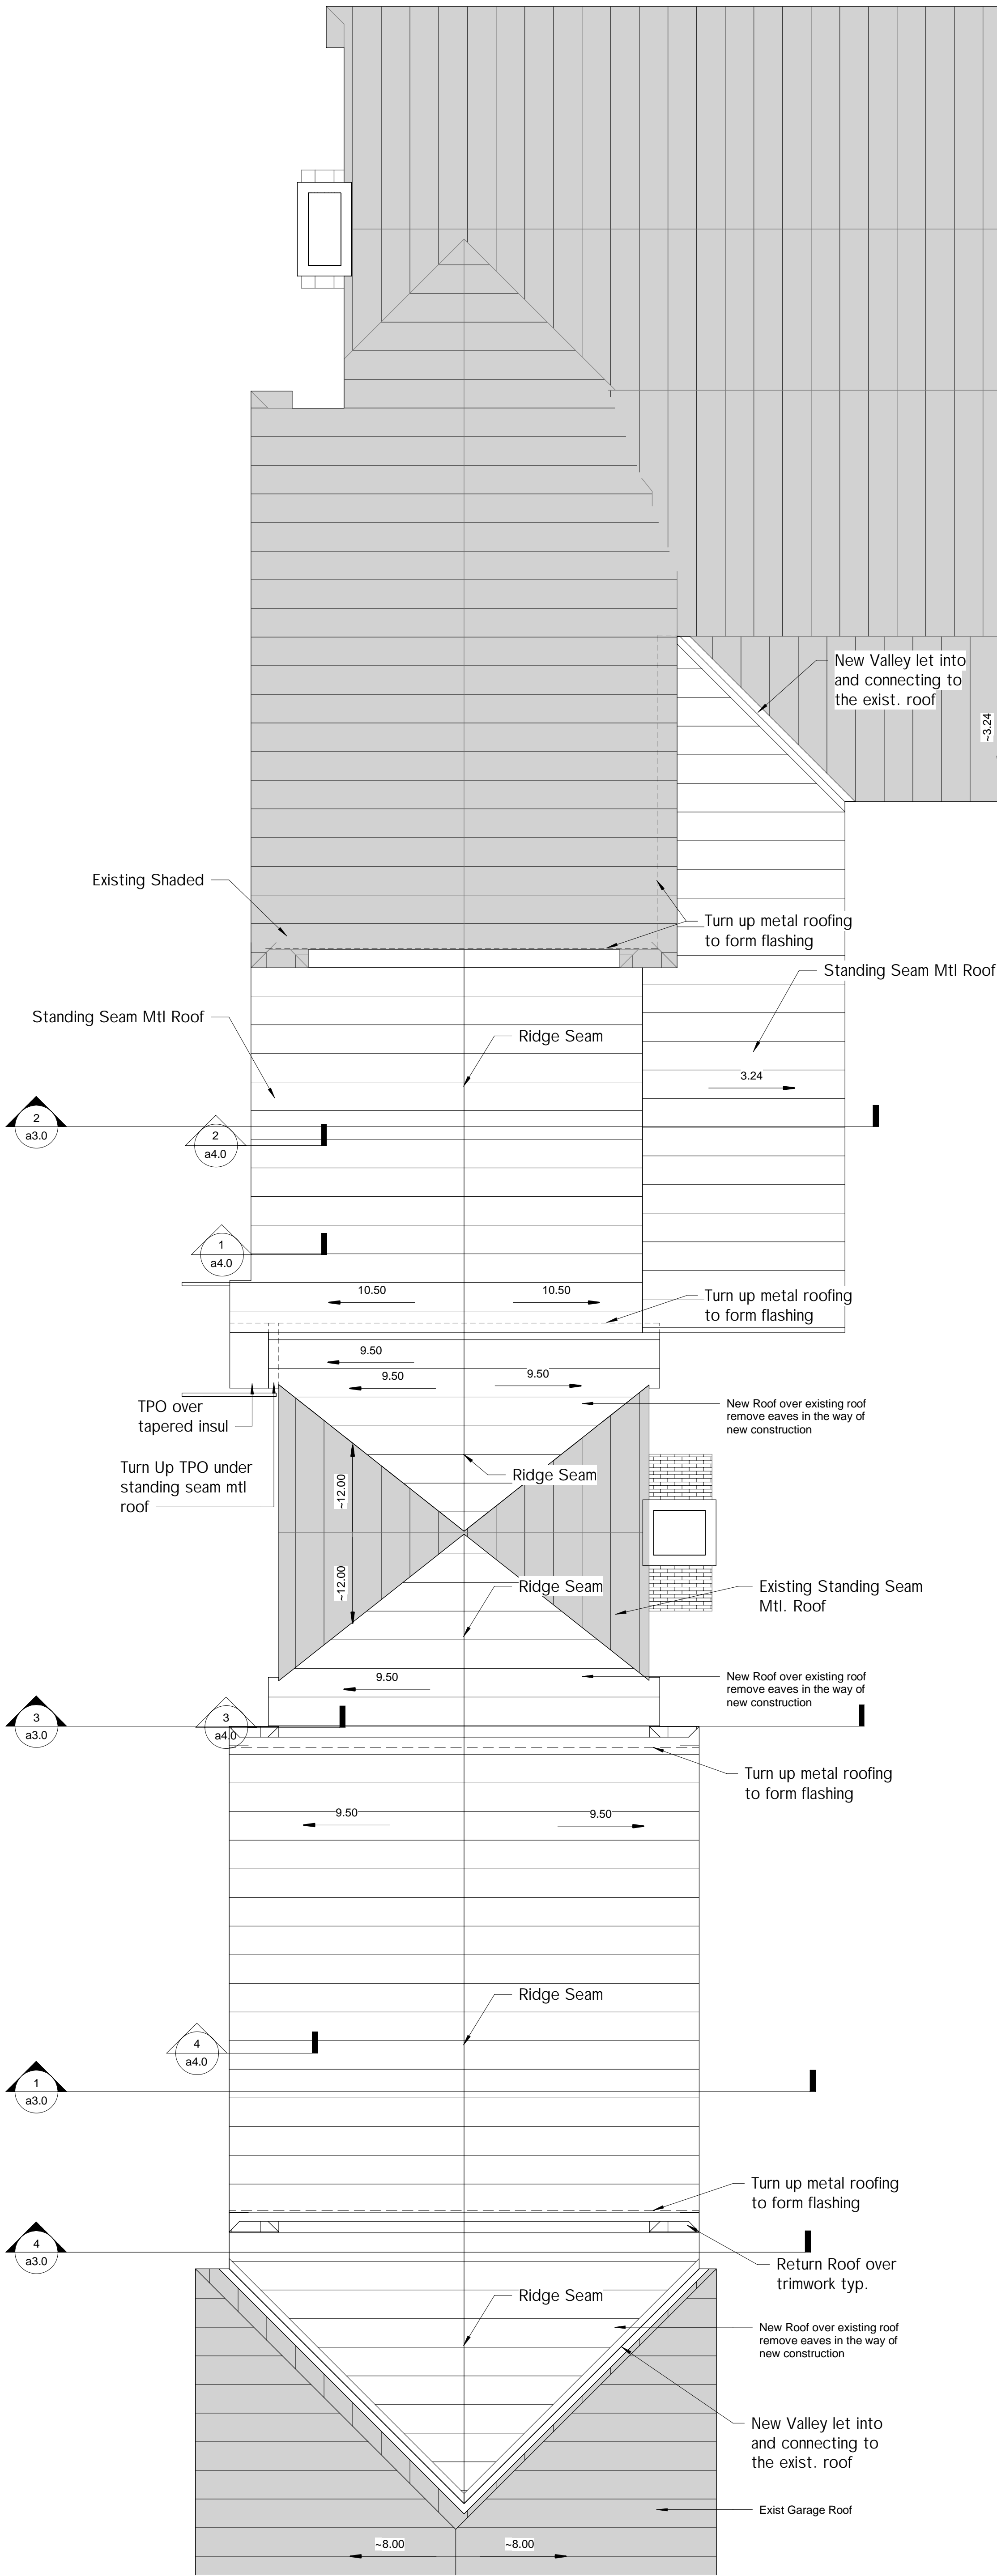 New Valley let into
and connecting to
the exist. roof
~3.24
Existing Shaded
Turn up metal roofing
to form flashing
Standing Seam Mtl Roof
Standing Seam Mtl Roof
Ridge Seam
3.24
2
a3.0
2
a4.0
1
a4.0
10.50
10.50
Turn up metal roofing
to form flashing
9.50
9.50
9.50
TPO over
tapered insul
New Roof over existing roof
remove eaves in the way of
new construction
Turn Up TPO under
standing seam mtl
roof
Ridge Seam
~12.00
~12.00
Ridge Seam
Existing Standing Seam
Mtl. Roof
9.50
New Roof over existing roof
remove eaves in the way of
new construction
3
a3.0
3
a4.0
Turn up metal roofing
to form flashing
9.50
9.50
Ridge Seam
4
a4.0
1
a3.0
Turn up metal roofing
to form flashing
4
a3.0
Return Roof over
trimwork typ.
Ridge Seam
New Roof over existing roof
remove eaves in the way of
new construction
New Valley let into
and connecting to
the exist. roof
Exist Garage Roof
~8.00
~8.00